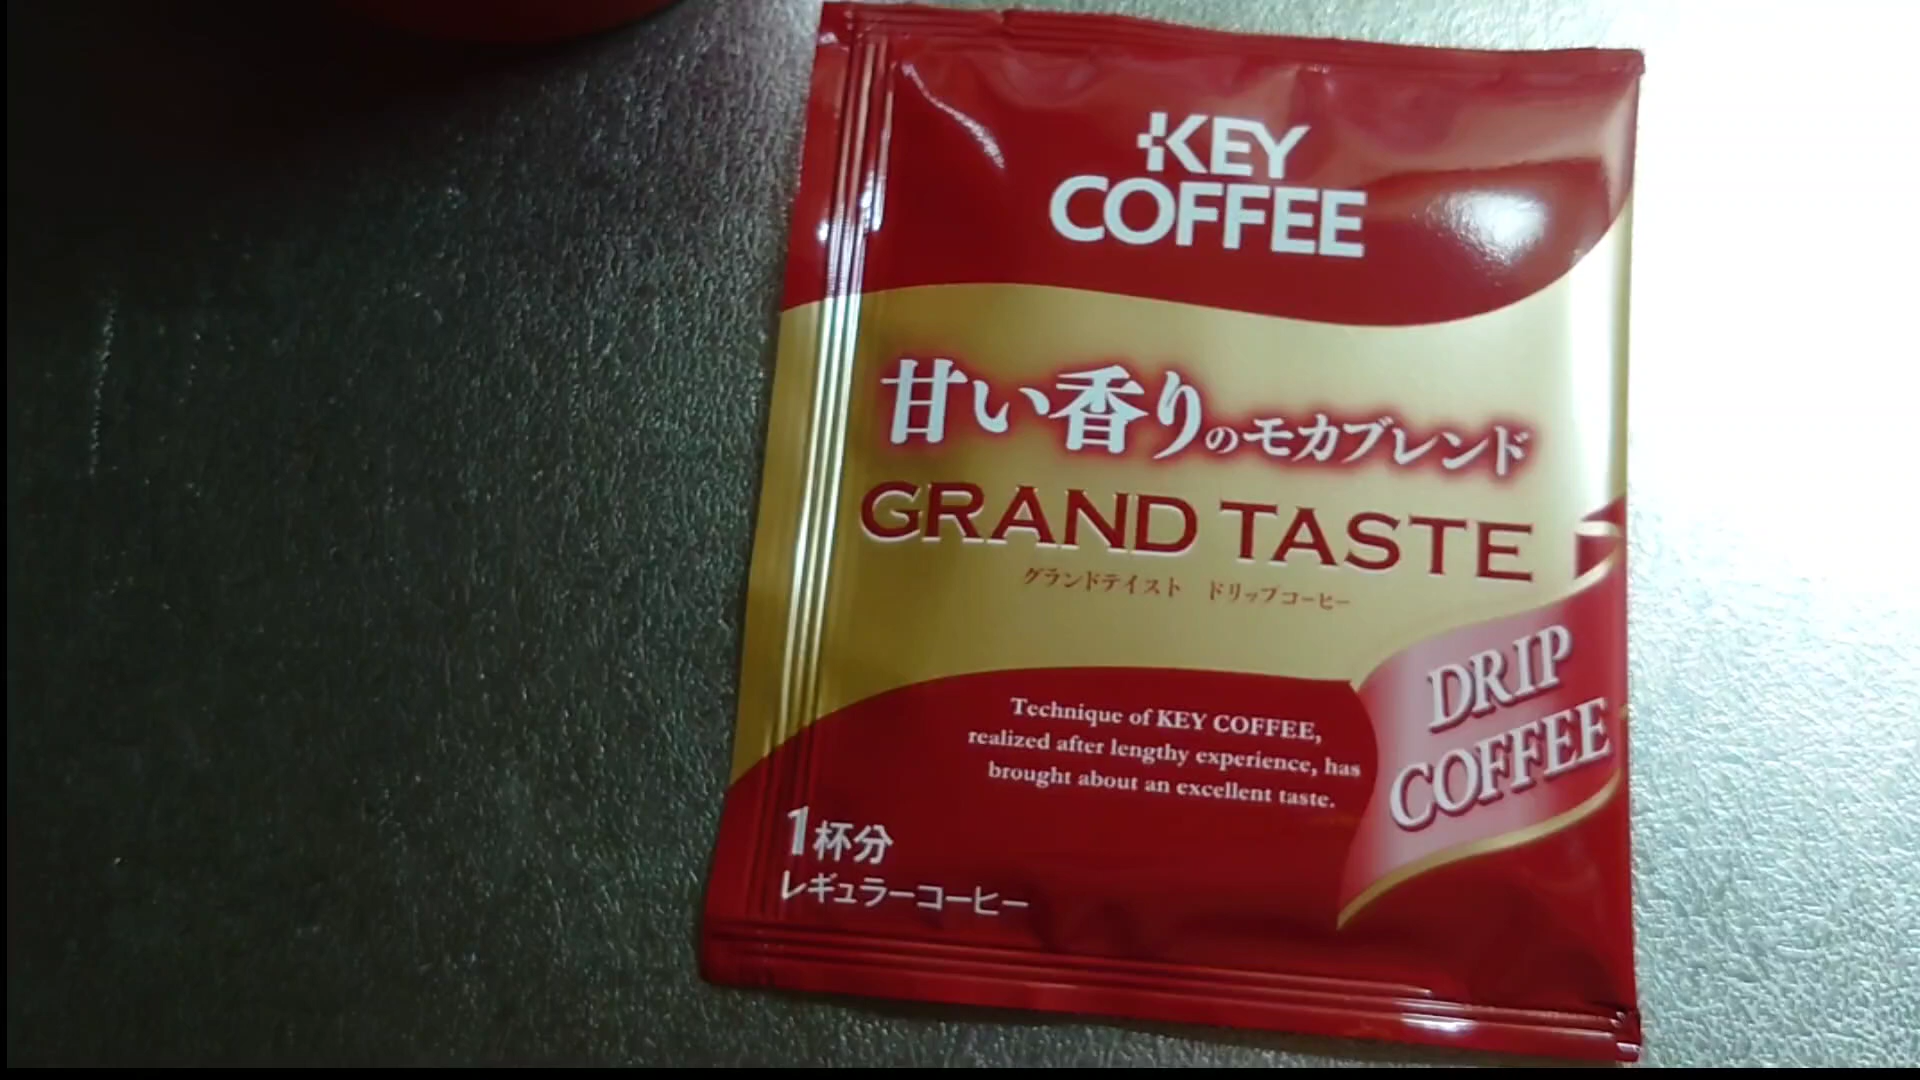 KEY
COFFEE
甘い香りのモカブレンド
GRAND TASTE
グランドテイスト ドリップコーヒー
DRIP
COFFEE
Technique of KEY COFFEE,
realized after lengthy experience, has
brought about an excellent taste.
1杯分
レギュラーコーヒー